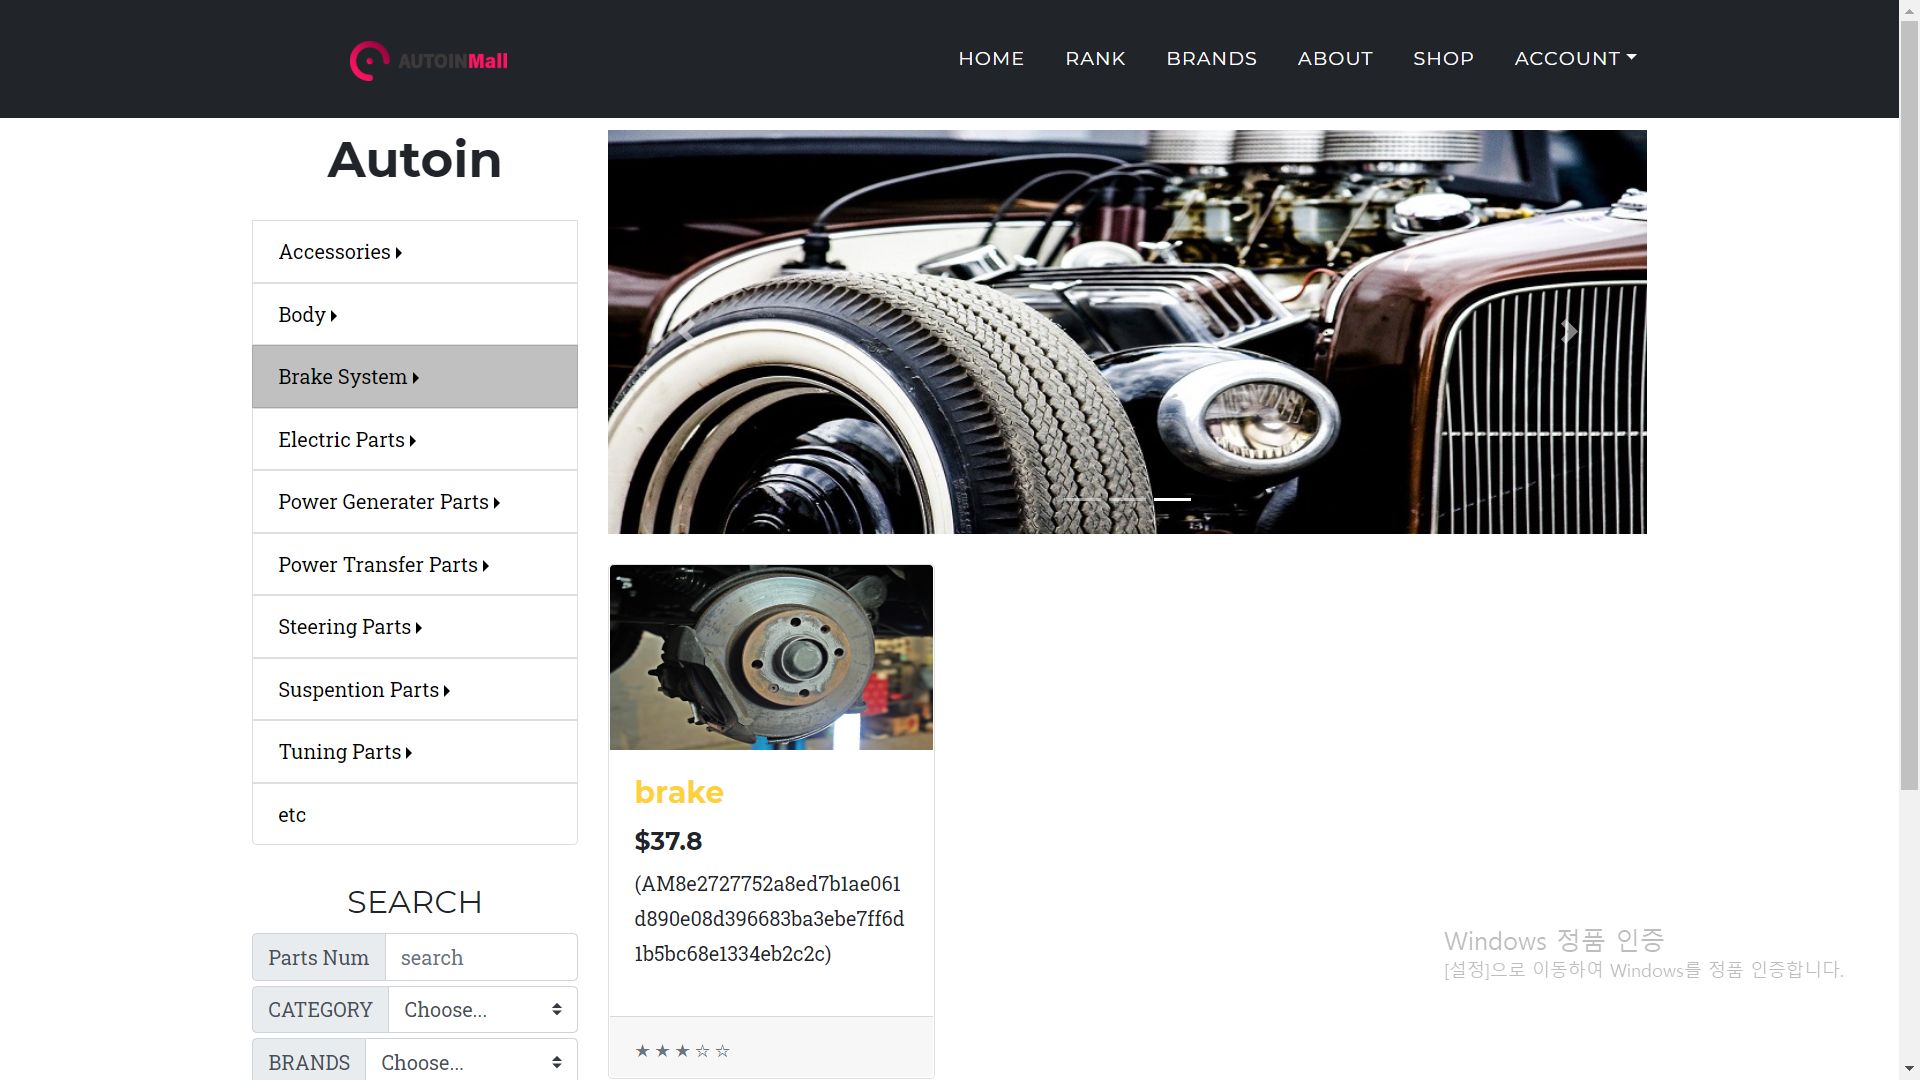 AUTOINMall
HOME
RANK
BRANDS
ABOUT
SHOP
ACCOUNT
Autoin
Accessories
Body
Brake System
Electric Parts
Power Generater Parts
Power Transfer Parts
Steering Parts
Suspention Parts
Tuning Parts
etc
SEARCH
Parts Num search
CATEGORY Choose...
BRANDS Choose...
brake
$37.8
(AM8e2727752a8ed7b1ae061
d890e08d396683ba3ebe7ff6d
1b5bc68e1334eb2c2c)
★ ★ ★ ☆ ☆
Windows 정품 인증
[설정]으로 이동하여 Windows를 정품 인증합니다.